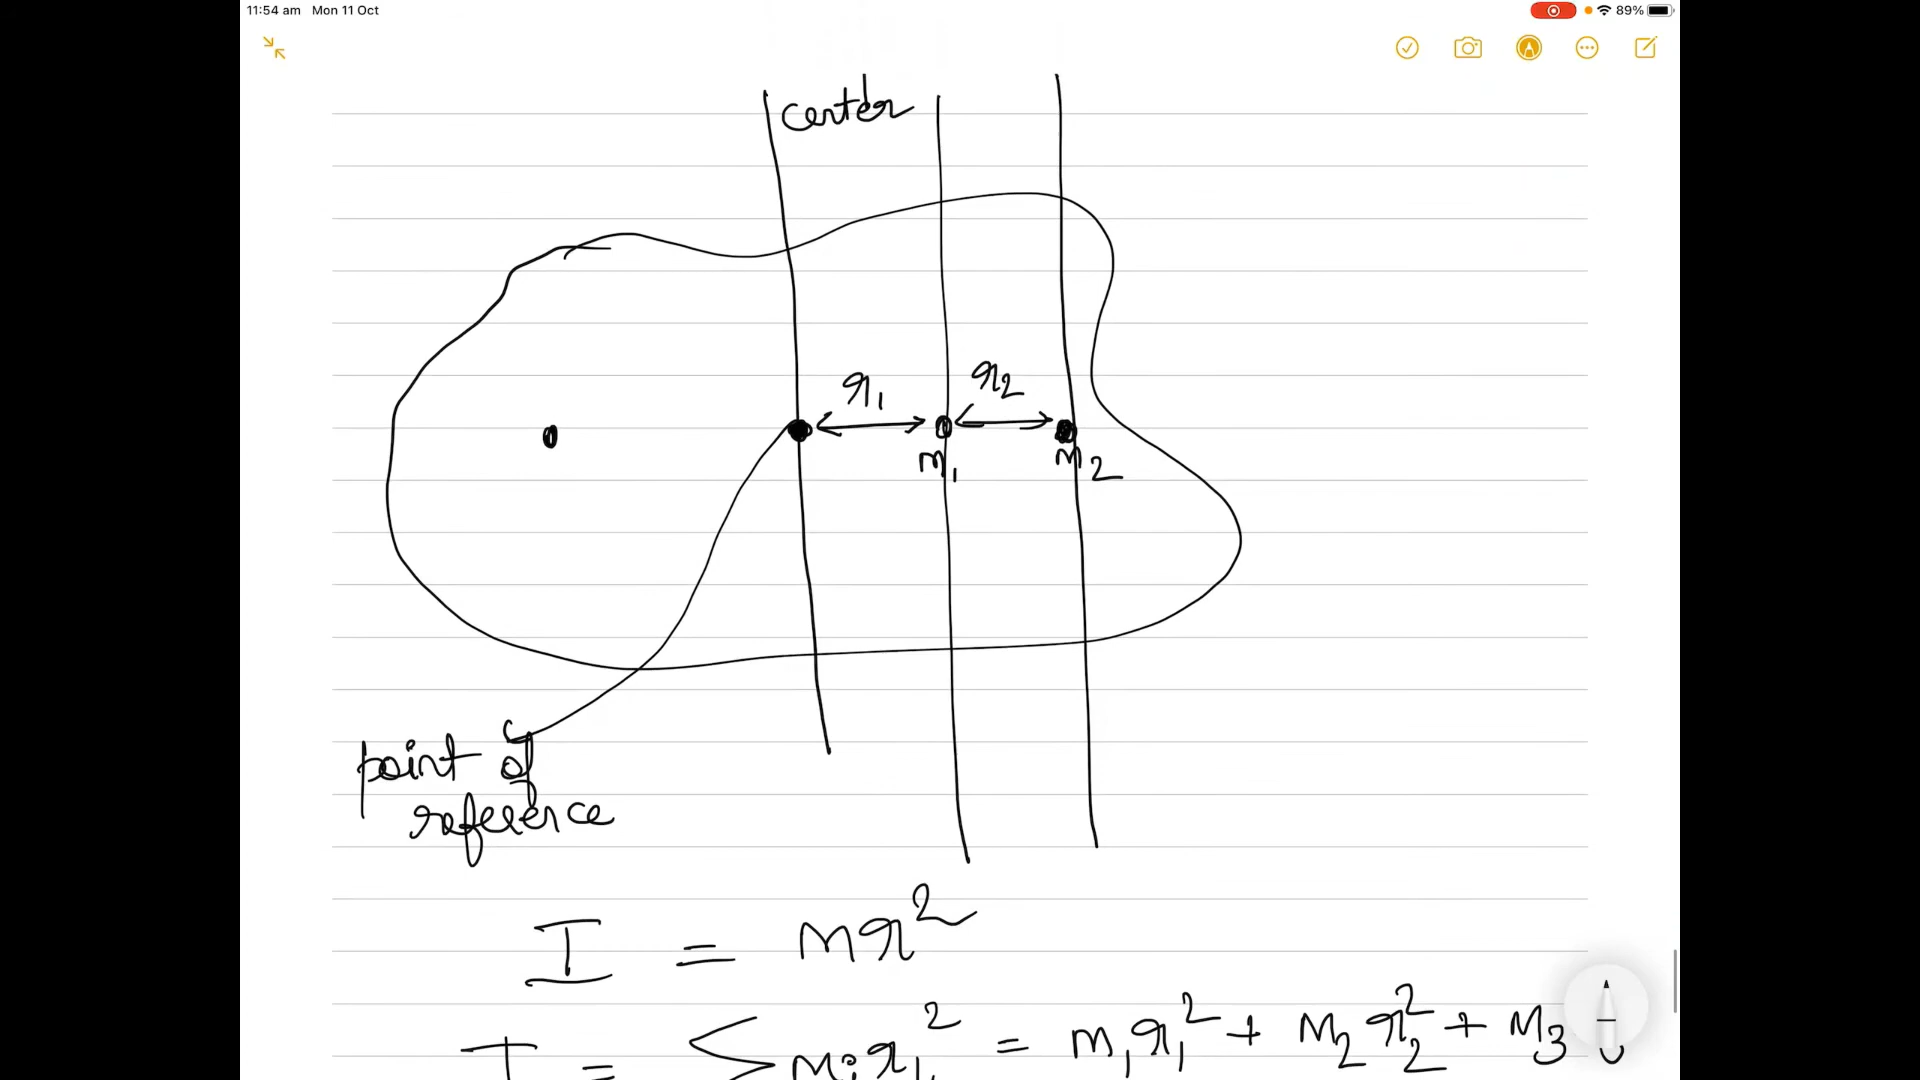 11:54 am Mon 11 Oct 89%
center
r₁ r₂
m₁ m₂
point of
reference
I = mr²
I = Σ mᵢrᵢ² = m₁r₁² + m₂r₂² + m₃